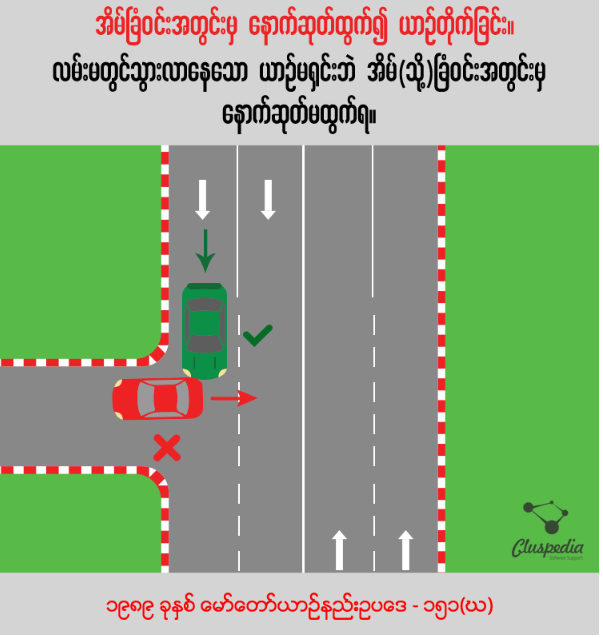 အိမ်ခြံဝင်းအတွင်းမှ နောက်ဆုတ်ထွက်၍ ယာဉ်တိုက်ခြင်း။
လမ်းမတွင်သွားလာနေသော ယာဉ်မရှင်းဘဲ အိမ်(သို့)ခြံဝင်းအတွင်းမှ
နောက်ဆုတ်မထွက်ရ။
Cluspedia
Software Support
၁၉၈၉ ခုနှစ် မော်တော်ယာဉ်နည်းဥပဒေ - ၁၅၁(ဃ)